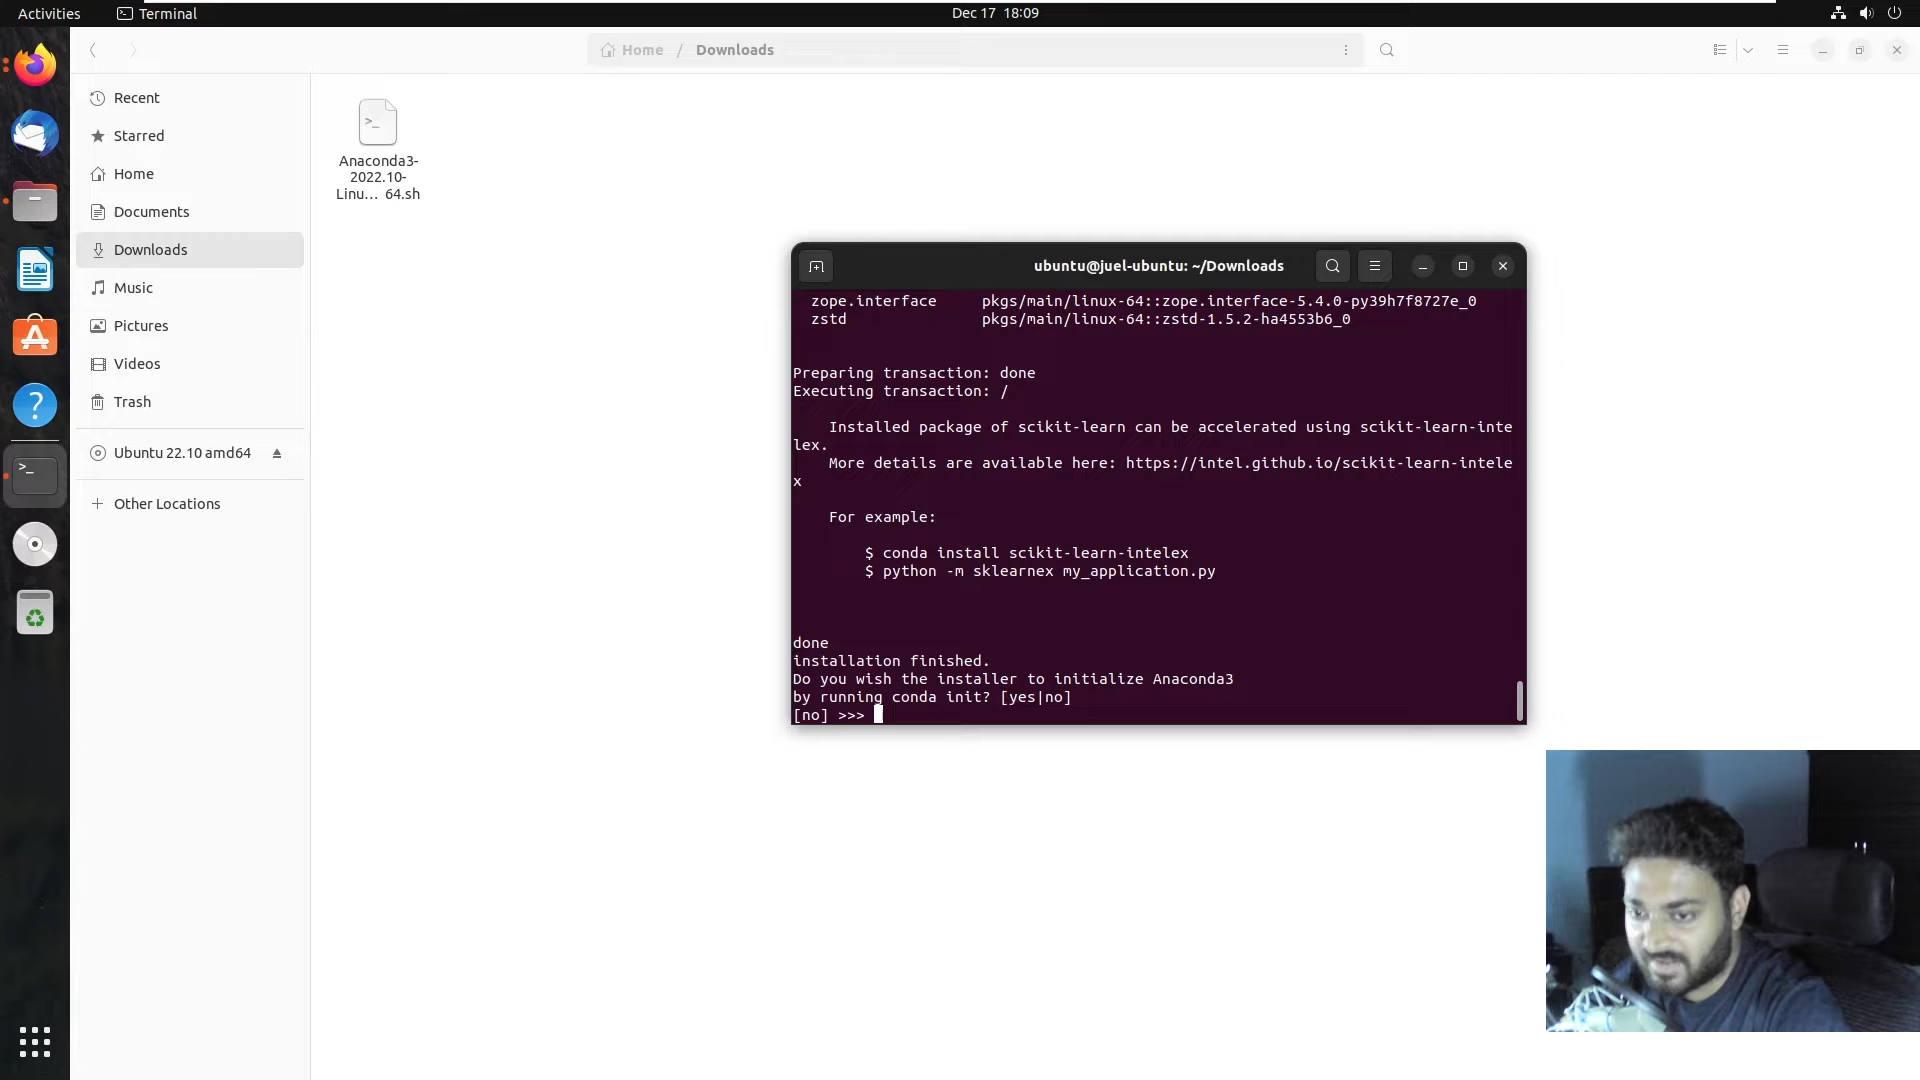 Activities
Terminal
Dec 17 18:09
Home / Downloads
Recent
Starred
Home
Documents
Downloads
Music
Pictures
Videos
Trash
Ubuntu 22.10 amd64
+ Other Locations
Anaconda3-
2022.10-
Linu... 64.sh
ubuntu@juel-ubuntu: ~/Downloads
zope.interface pkgs/main/linux-64::zope.interface-5.4.0-py39h7f8727e_0
zstd pkgs/main/linux-64::zstd-1.5.2-ha4553b6_0
Preparing transaction: done
Executing transaction: /
Installed package of scikit-learn can be accelerated using scikit-learn-inte
lex.
More details are available here: https://intel.github.io/scikit-learn-intele
x
For example:
$ conda install scikit-learn-intelex
$ python -m sklearnex my_application.py
done
installation finished.
Do you wish the installer to initialize Anaconda3
by running conda init? [yes|no]
[no] >>>